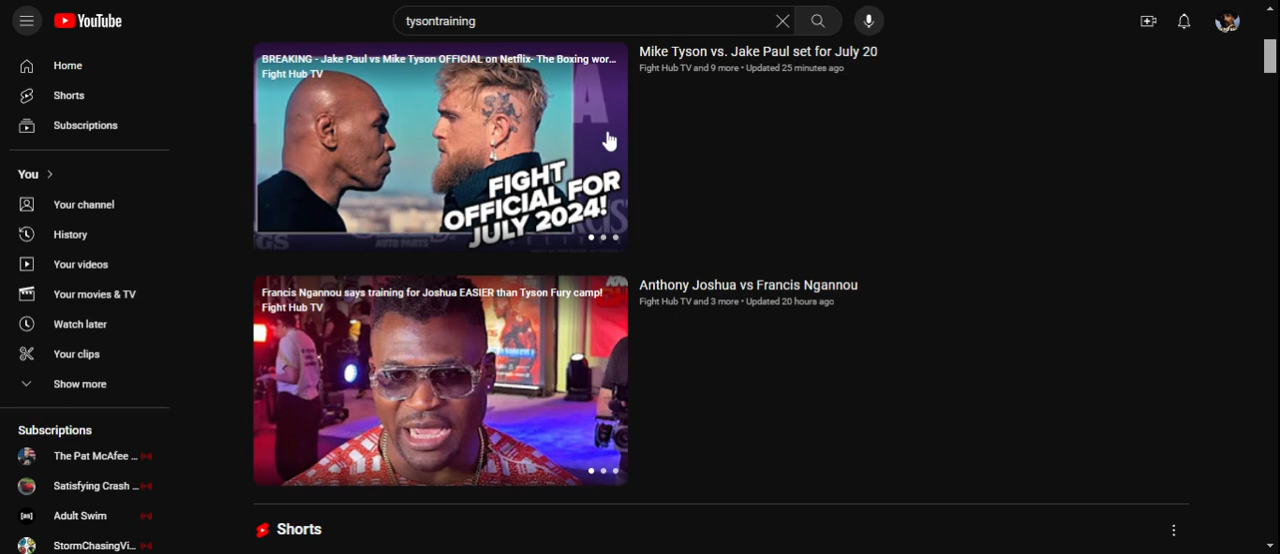 YouTube
tysontraining
Home
Shorts
Subscriptions
You
Your channel
History
Your videos
Your movies & TV
Watch later
Your clips
Show more
Subscriptions
The Pat McAfee ...
Satisfying Crash ...
Adult Swim
StormChasingVi...
BREAKING - Jake Paul vs Mike Tyson OFFICIAL on Netflix- The Boxing wor...
Fight Hub TV
FIGHT
OFFICIAL FOR
JULY 2024!
AUTO PARTS
Mike Tyson vs. Jake Paul set for July 20
Fight Hub TV and 9 more • Updated 25 minutes ago
Francis Ngannou says training for Joshua EASIER than Tyson Fury camp!
Fight Hub TV
Anthony Joshua vs Francis Ngannou
Fight Hub TV and 3 more • Updated 20 hours ago
Shorts